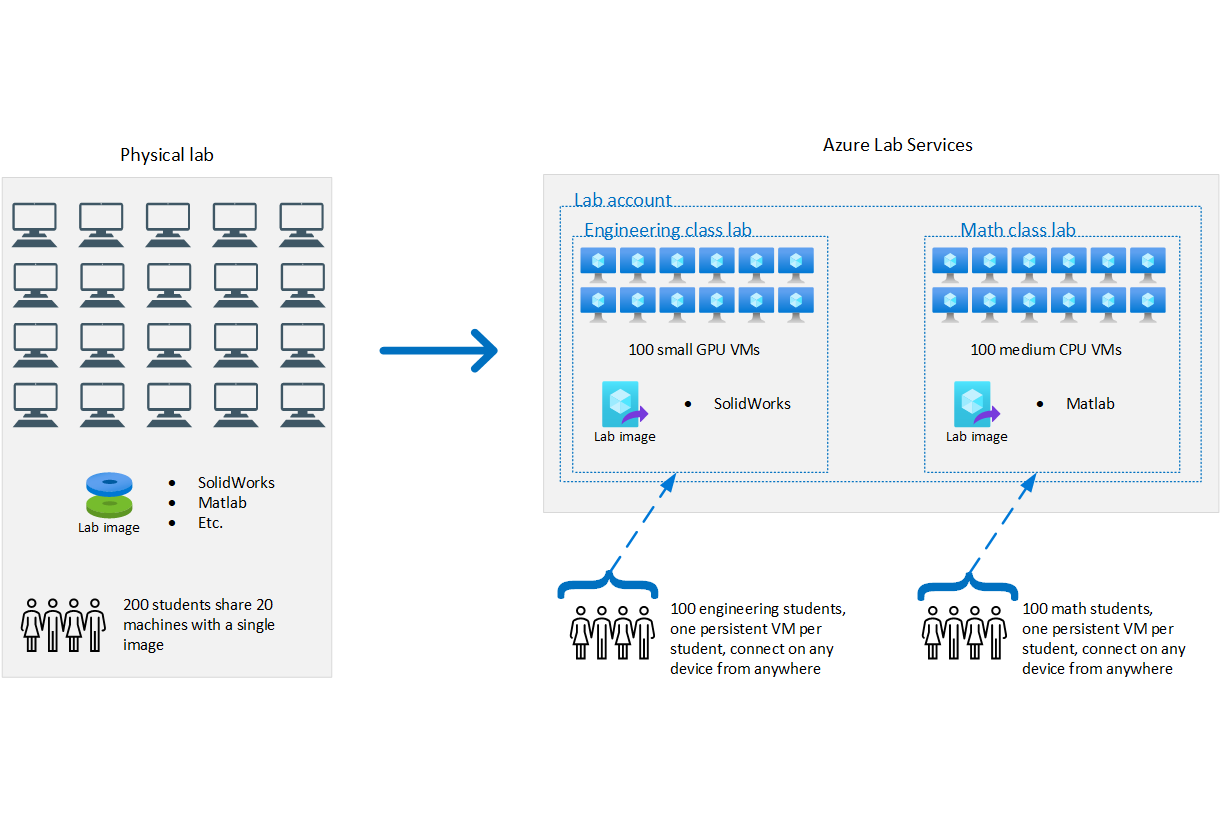 Physical lab
Lab image
• SolidWorks
• Matlab
• Etc.
200 students share 20
machines with a single
image
Azure Lab Services
Lab account
Engineering class lab
100 small GPU VMs
Lab image
• SolidWorks
Math class lab
100 medium CPU VMs
Lab image
• Matlab
100 engineering students,
one persistent VM per
student, connect on any
device from anywhere
100 math students,
one persistent VM per
student, connect on any
device from anywhere